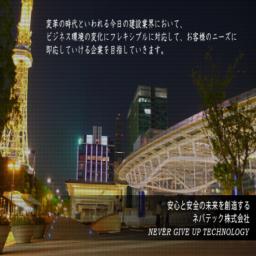 変革の時代といわれる今日の建設業界において、
ビジネス環境の変化にフレキシブルに対応して、お客様のニーズに
即応していける企業を目指していきます。
安心と安全の未来を創造する
ネバテック株式会社
NEVER GIVE UP TECHNOLOGY